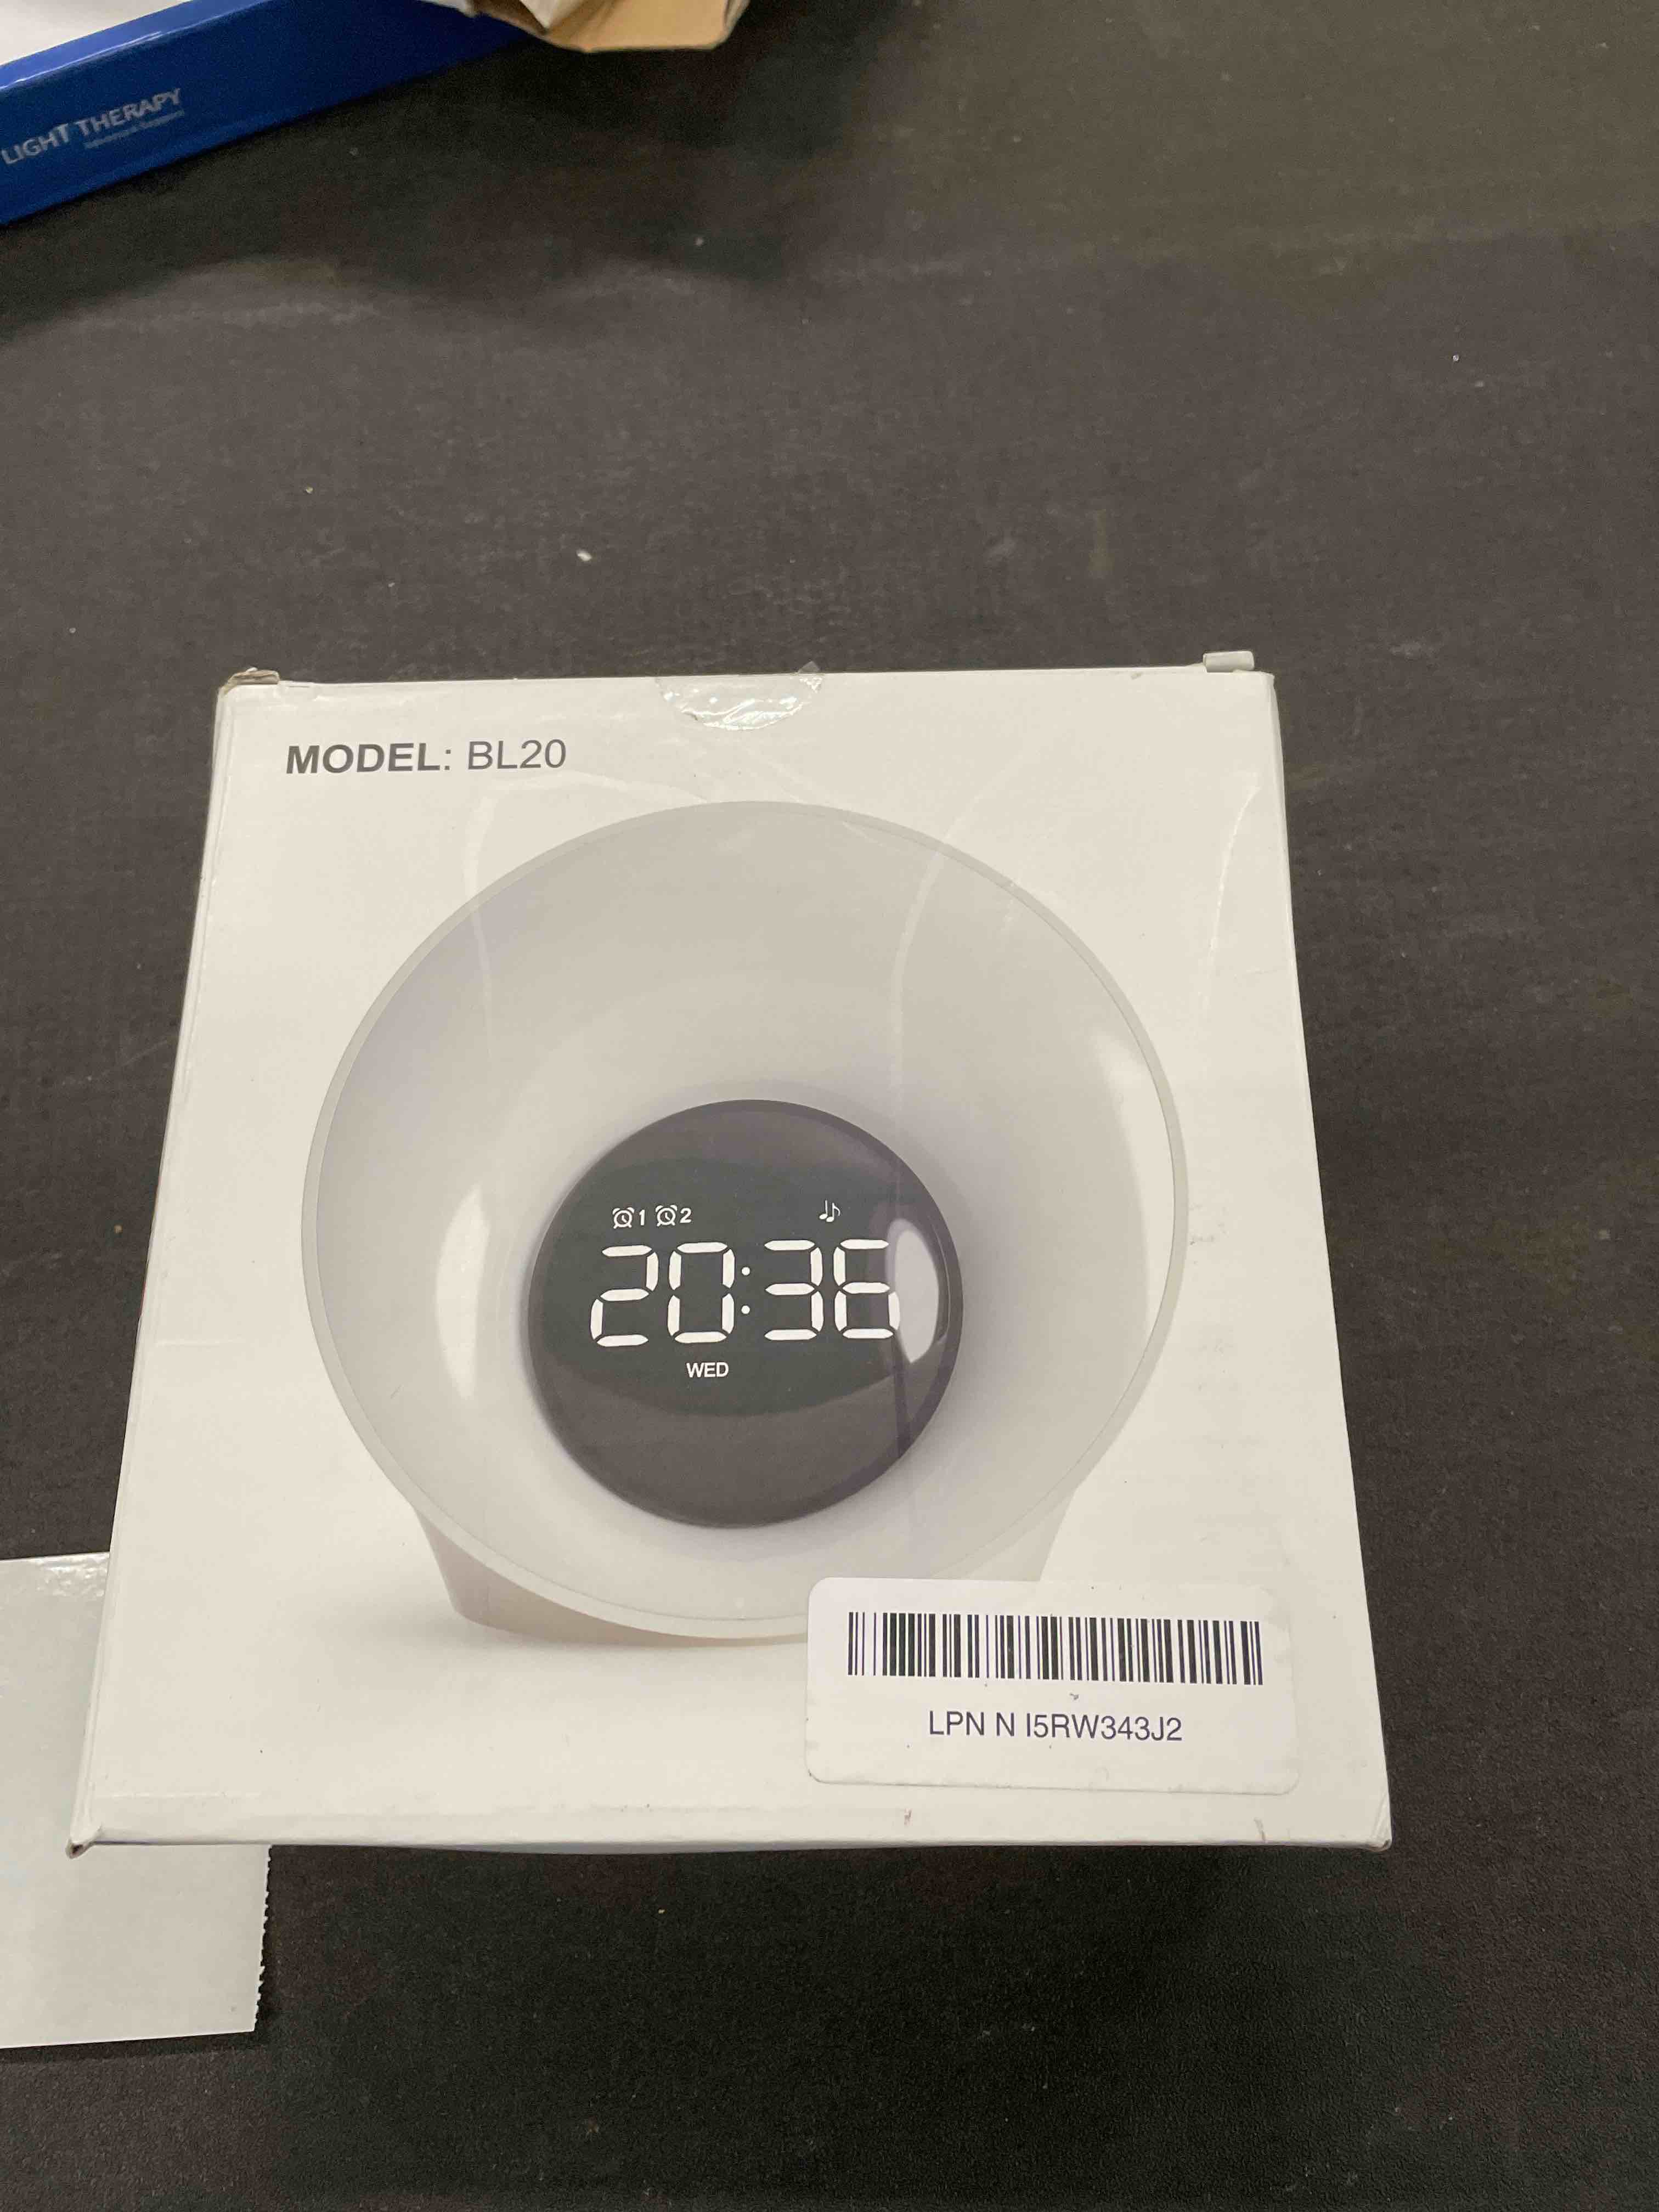 LIGHT THERAPY
MODEL: BL20
1 2
20:36
WED
LPN N I5RW343J2